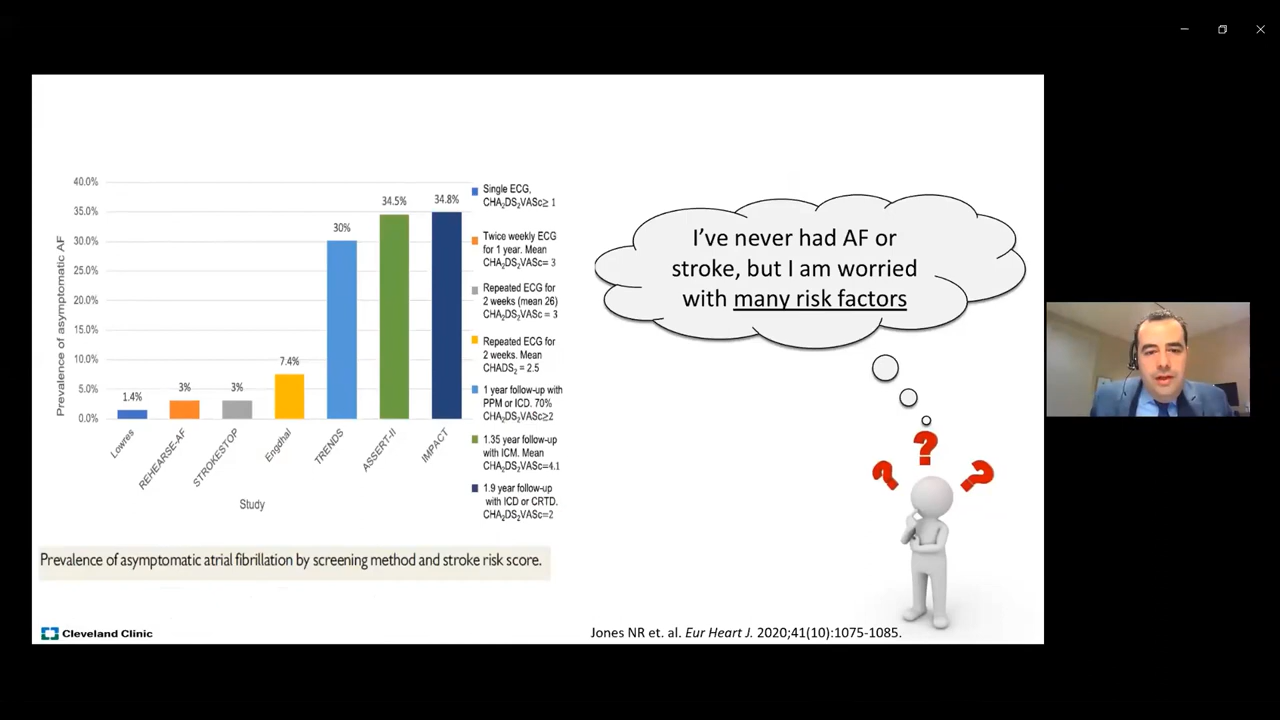 40.0%
35.0%
30.0%
25.0%
20.0%
15.0%
10.0%
5.0%
0.0%
Prevalence of asymptomatic AF
1.4%
3%
3%
7.4%
30%
34.5%
34.8%
Lowres
REHEARSE-AF
STROKESTOP
Engdhal
TRENDS
ASSERT-II
IMPACT
Study
Single ECG,
CHA₂DS₂VASc≥ 1
Twice weekly ECG
for 1 year. Mean
CHA₂DS₂VASc= 3
Repeated ECG for
2 weeks (mean 26)
CHA₂DS₂VASc = 3
Repeated ECG for
2 weeks. Mean
CHADS₂ = 2.5
1 year follow-up with
PPM or ICD. 70%
CHA₂DS₂VASc≥2
1.35 year follow-up
with ICM. Mean
CHA₂DS₂VASc=4.1
1.9 year follow-up
with ICD or CRTD.
CHA₂DS₂VASc=2
Prevalence of asymptomatic atrial fibrillation by screening method and stroke risk score.
I've never had AF or
stroke, but I am worried
with many risk factors
? ? ?
Cleveland Clinic
Jones NR et. al. Eur Heart J. 2020;41(10):1075-1085.